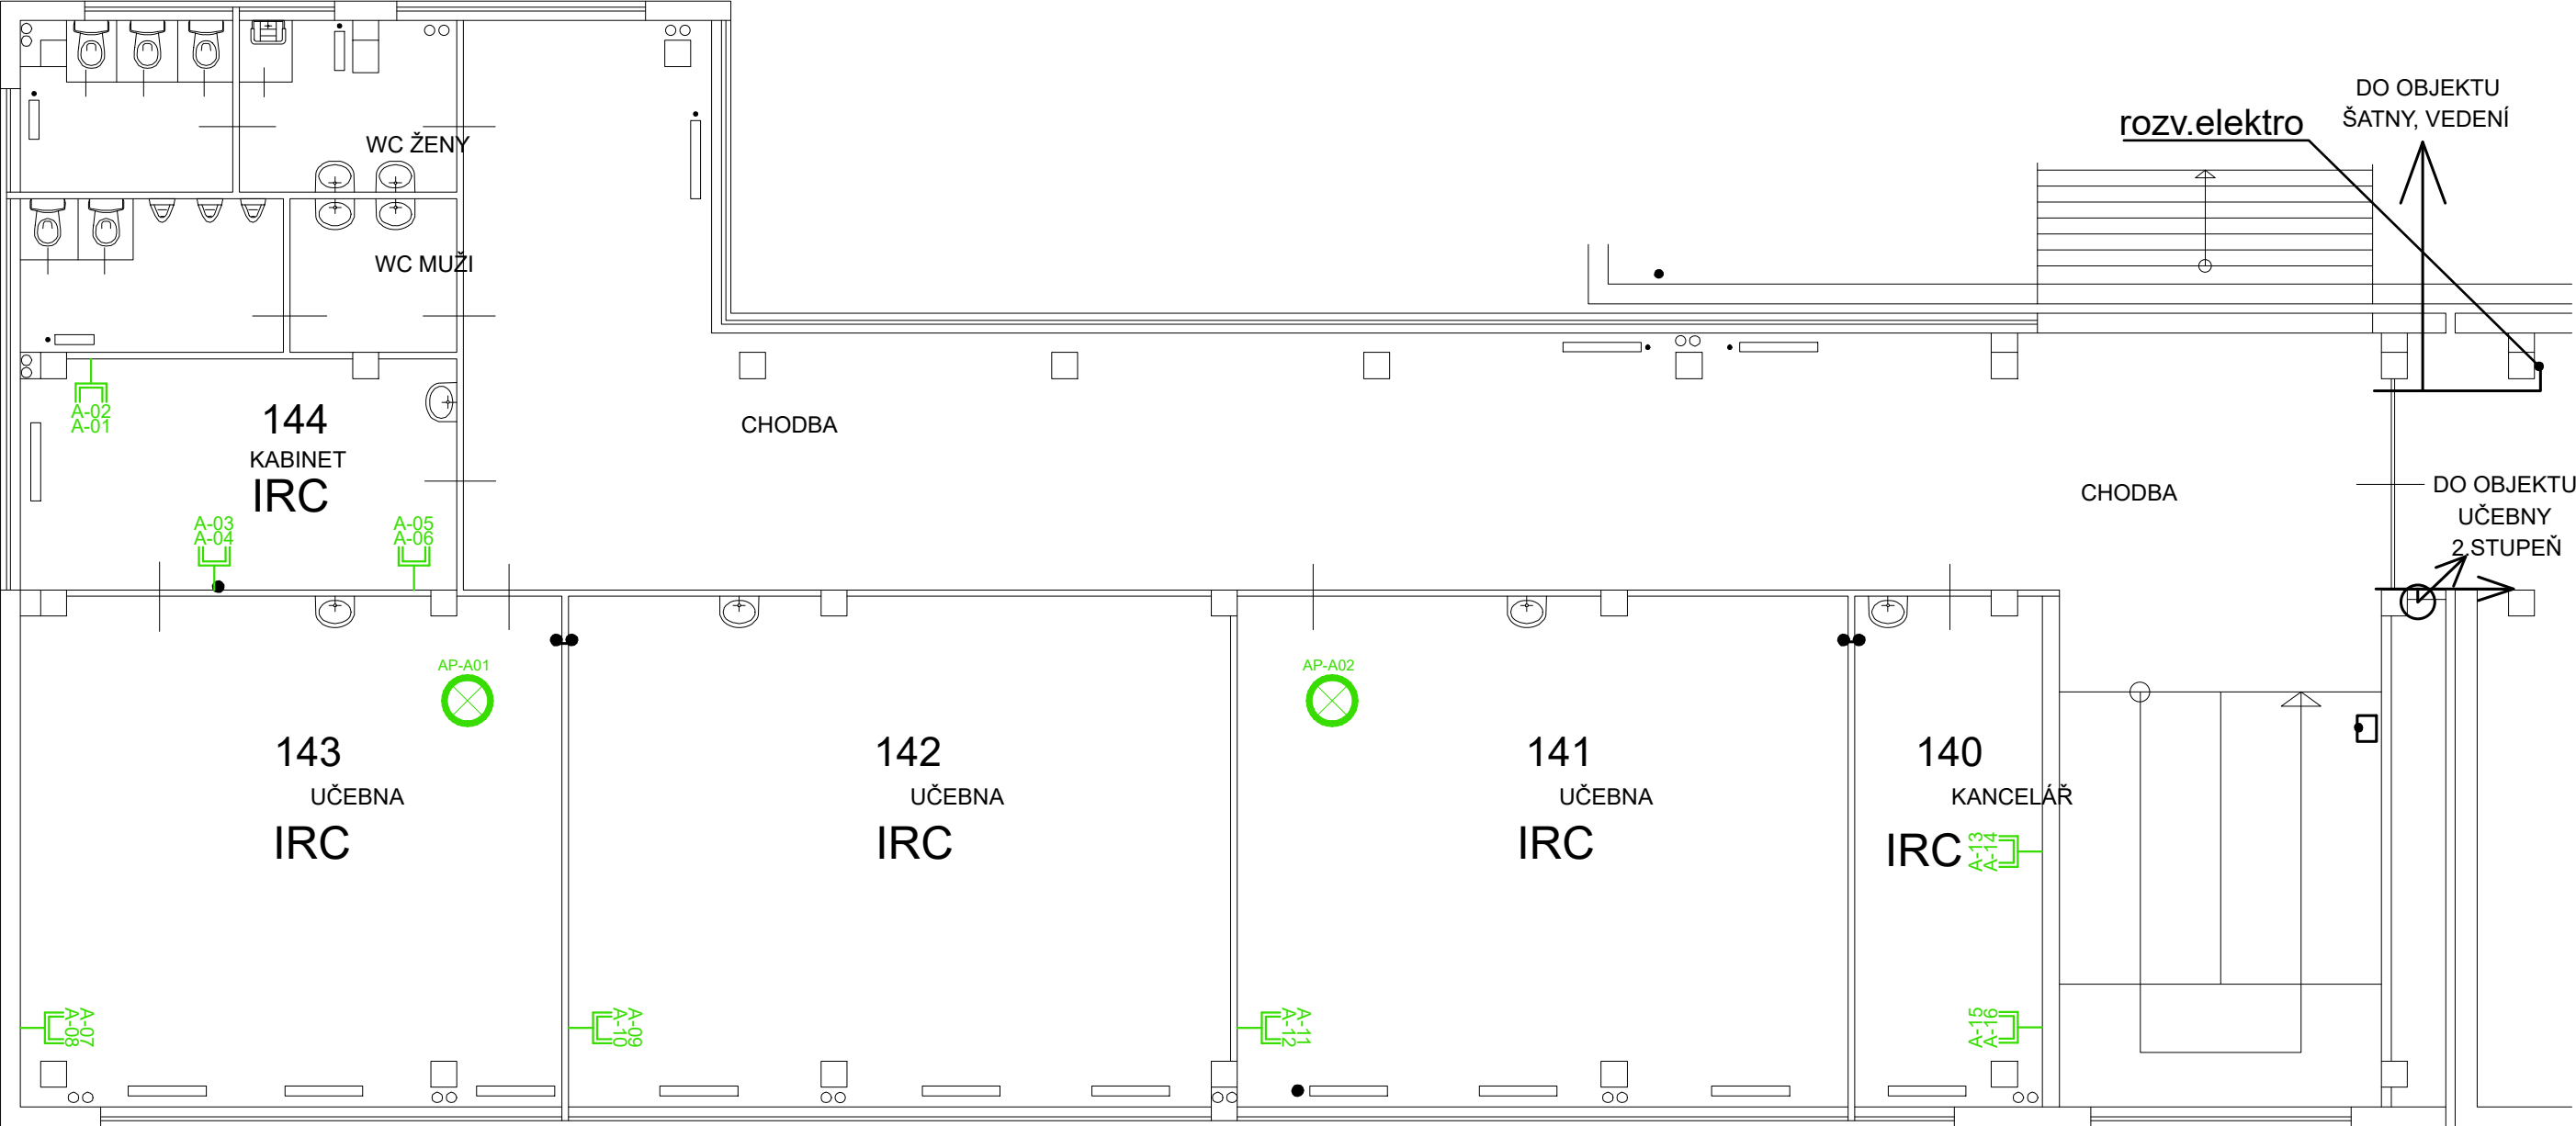 DO OBJEKTU
ŠATNY, VEDENÍ
rozv.elektro
WC ŽENY
WC MUŽI
A-02
A-01
144
KABINET
IRC
A-03
A-04
A-05
A-06
CHODBA
CHODBA
DO OBJEKTU
UČEBNY
2.STUPEŇ
AP-A01
AP-A02
143
UČEBNA
IRC
142
UČEBNA
IRC
141
UČEBNA
IRC
140
KANCELÁŘ
IRC
A-13
A-14
A-07
A-08
A-09
A-10
A-11
A-12
A-15
A-16